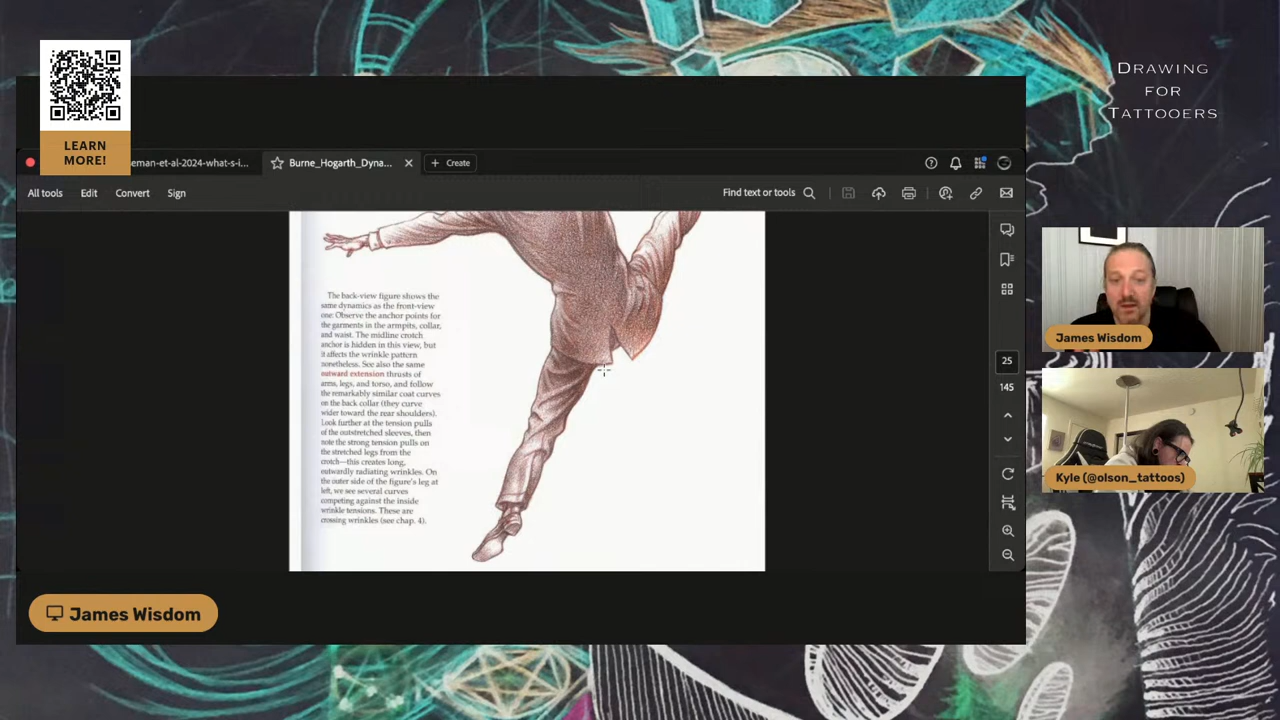 DRAWING
FOR
TATTOOERS
LEARN
MORE!
eman-et-al-2024-what-s-i...
Burne_Hogarth_Dyna...
Create
All tools
Edit
Convert
Sign
Find text or tools
The back-view figure shows the
same dynamics as the front-view
one: Observe the anchor points for
the garments in the armpits, collar,
and waist. The midline crotch
anchor is hidden in this view, but
it affects the wrinkle pattern
nonetheless. See also the same
outward extension thrusts of
arms, legs, and torso, and follow
the remarkably similar coat curves
on the back collar (they curve
wider toward the rear shoulders).
Look further at the tension pulls
of the outstretched sleeves, then
note the strong tension pulls on
the stretched legs from the
crotch—this creates long,
outwardly radiating wrinkles. On
the outer side of the figure's leg at
left, we see several curves
competing against the inside
wrinkle tensions. These are
crossing wrinkles (see chap. 4).
25
145
James Wisdom
Kyle (@olson_tattoos)
James Wisdom